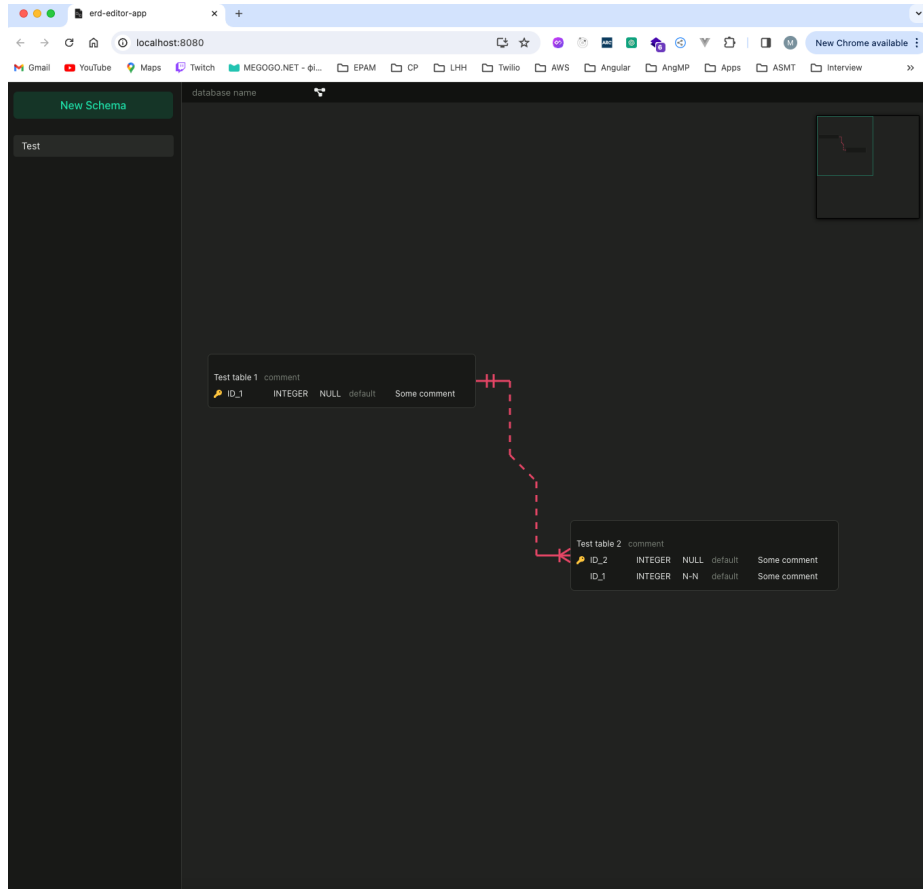 erd-editor-app
localhost:8080
ABC
6
M
New Chrome available
Gmail
YouTube
Maps
Twitch
MEGOGO.NET - фі...
EPAM
CP
LHH
Twilio
AWS
Angular
AngMP
Apps
ASMT
Interview
New Schema
database name
Test
Test table 1 comment
ID_1 INTEGER NULL default Some comment
Test table 2 comment
ID_2 INTEGER NULL default Some comment
ID_1 INTEGER N-N default Some comment